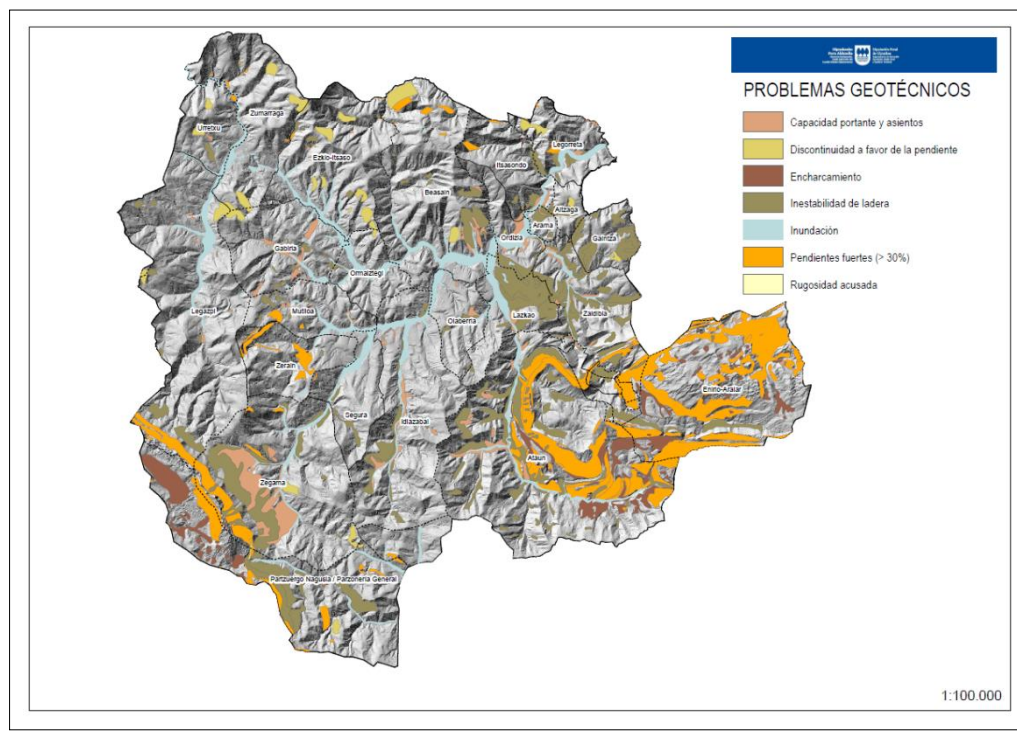 PROBLEMAS GEOTÉCNICOS
Capacidad portante y asientos
Discontinuidad a favor de la pendiente
Encharcamiento
Inestabilidad de ladera
Inundación
Pendientes fuertes (> 30%)
Rugosidad acusada
Zumarraga
Urretxu
Legorreta
Ezkio-Itsaso
Itsasondo
Beasain
Altzaga
Arama
Ordizia
Gaintza
Gabiria
Ormaiztegi
Legazpi
Mutiloa
Olaberria
Lazkao
Zaldibia
Zerain
Enirio-Aralar
Segura
Idiazabal
Ataun
Zegama
Partzuergo Nagusia / Parzonería General
1:100.000